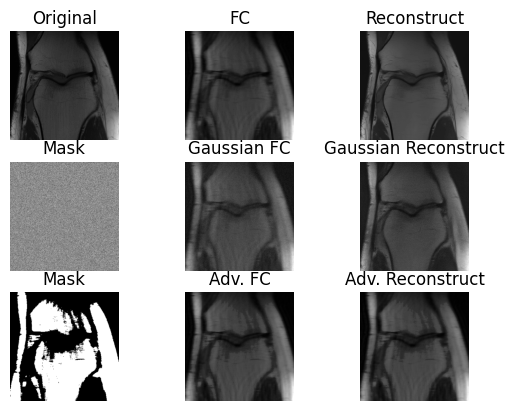 Original FC Reconstruct
Mask Gaussian FC Gaussian Reconstruct
Mask Adv. FC Adv. Reconstruct